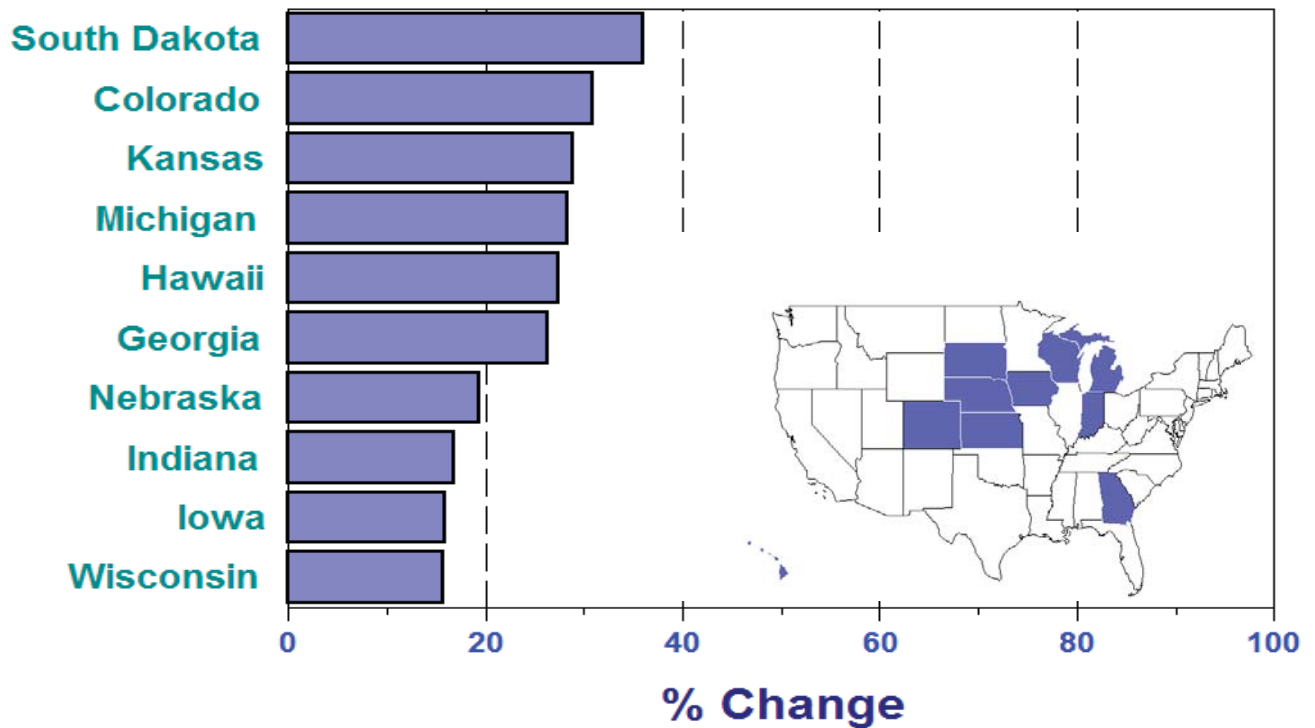 South Dakota
Colorado
Kansas
Michigan
Hawaii
Georgia
Nebraska
Indiana
Iowa
Wisconsin
0 20 40 60 80 100
% Change